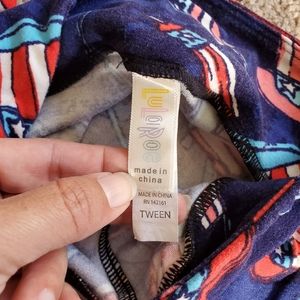 LuLaRoe
made in
china
MADE IN CHINA
RN 142161
TWEEN